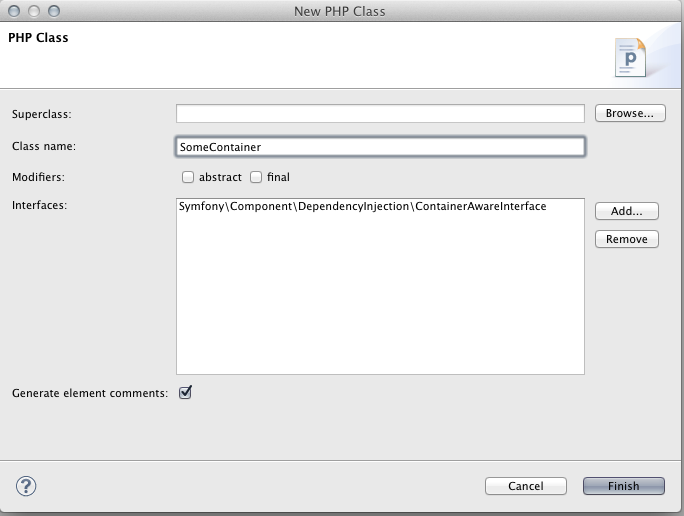 New PHP Class
PHP Class
p
Superclass:
Browse...
Class name:
SomeContainer
Modifiers:
abstract
final
Interfaces:
Symfony\Component\DependencyInjection\ContainerAwareInterface
Add...
Remove
Generate element comments:
?
Cancel
Finish